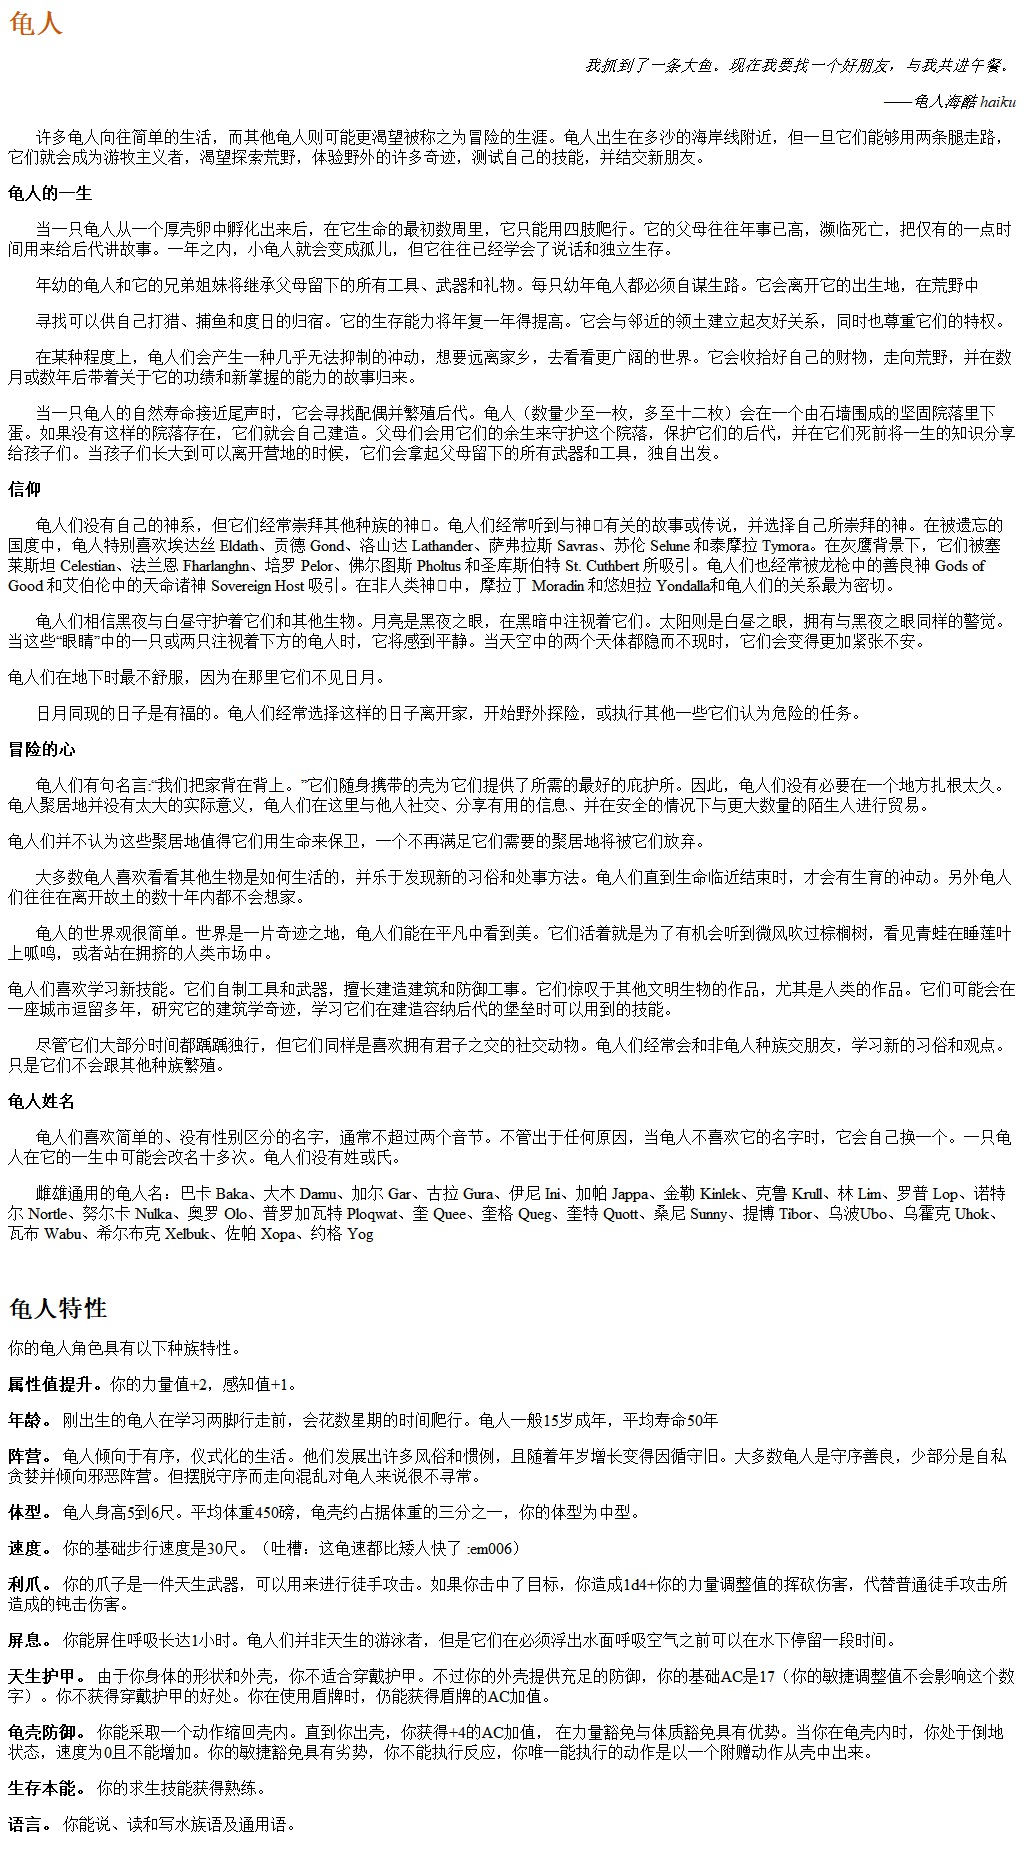 龟人
我抓到了一条大鱼。现在我要找一个好朋友，与我共进午餐。
——龟人海酷 haiku
许多龟人向往简单的生活，而其他龟人则可能更渴望被称之为冒险的生涯。龟人出生在多沙的海岸线附近，但一旦它们能够用两条腿走路，
它们就会成为游牧主义者，渴望探索荒野，体验野外的许多奇迹，测试自己的技能，并结交新朋友。
龟人的一生
当一只龟人从一个厚壳卵中孵化出来后，在它生命的最初数周里，它只能用四肢爬行。它的父母往往年事已高，濒临死亡，把仅有的一点时
间用来给后代讲故事。一年之内，小龟人就会变成孤儿，但它往往已经学会了说话和独立生存。
年幼的龟人和它的兄弟姐妹将继承父母留下的所有工具、武器和礼物。每只幼年龟人都必须自谋生路。它会离开它的出生地，在荒野中
寻找可以供自己打猎、捕鱼和度日的归宿。它的生存能力将年复一年得提高。它会与邻近的领土建立起友好关系，同时也尊重它们的特权。
在某种程度上，龟人们会产生一种几乎无法抑制的冲动，想要远离家乡，去看看更广阔的世界。它会收拾好自己的财物，走向荒野，并在数
月或数年后带着关于它的功绩和新掌握的能力的故事归来。
当一只龟人的自然寿命接近尾声时，它会寻找配偶并繁殖后代。龟人（数量少至一枚，多至十二枚）会在一个由石墙围成的坚固院落里下
蛋。如果没有这样的院落存在，它们就会自己建造。父母们会用它们的余生来守护这个院落，保护它们的后代，并在它们死前将一生的知识分享
给孩子们。当孩子们长大到可以离开营地的时候，它们会拿起父母留下的所有武器和工具，独自出发。
信仰
龟人们没有自己的神系，但它们经常崇拜其他种族的神□。龟人们经常听到与神□有关的故事或传说，并选择自己所崇拜的神。在被遗忘的
国度中，龟人特别喜欢埃达丝 Eldath、贡德 Gond、洛山达 Lathander、萨弗拉斯 Savras、苏伦 Selune 和泰摩拉 Tymora。在灰鹰背景下，它们被塞
莱斯坦 Celestian、法兰恩 Fharlanghn、培罗 Pelor、佛尔图斯 Pholtus 和圣库斯伯特 St. Cuthbert 所吸引。龟人们也经常被龙枪中的善良神 Gods of
Good 和艾伯伦中的天命诸神 Sovereign Host 吸引。在非人类神□中，摩拉丁 Moradin 和悠妲拉 Yondalla和龟人们的关系最为密切。
龟人们相信黑夜与白昼守护着它们和其他生物。月亮是黑夜之眼，在黑暗中注视着它们。太阳则是白昼之眼，拥有与黑夜之眼同样的警觉。
当这些“眼睛”中的一只或两只注视着下方的龟人时，它将感到平静。当天空中的两个天体都隐而不现时，它们会变得更加紧张不安。
龟人们在地下时最不舒服，因为在那里它们不见日月。
日月同现的日子是有福的。龟人们经常选择这样的日子离开家，开始野外探险，或执行其他一些它们认为危险的任务。
冒险的心
龟人们有句名言:“我们把家背在背上。”它们随身携带的壳为它们提供了所需的最好的庇护所。因此，龟人们没有必要在一个地方扎根太久。
龟人聚居地并没有太大的实际意义，龟人们在这里与他人社交、分享有用的信息、并在安全的情况下与更大数量的陌生人进行贸易。
龟人们并不认为这些聚居地值得它们用生命来保卫，一个不再满足它们需要的聚居地将被它们放弃。
大多数龟人喜欢看看其他生物是如何生活的，并乐于发现新的习俗和处事方法。龟人们直到生命临近结束时，才会有生育的冲动。另外龟人
们往往在离开故土的数十年内都不会想家。
龟人的世界观很简单。世界是一片奇迹之地，龟人们能在平凡中看到美。它们活着就是为了有机会听到微风吹过棕榈树，看见青蛙在睡莲叶
上呱鸣，或者站在拥挤的人类市场中。
龟人们喜欢学习新技能。它们自制工具和武器，擅长建造建筑和防御工事。它们惊叹于其他文明生物的作品，尤其是人类的作品。它们可能会在
一座城市逗留多年，研究它的建筑学奇迹，学习它们在建造容纳后代的堡垒时可以用到的技能。
尽管它们大部分时间都踽踽独行，但它们同样是喜欢拥有君子之交的社交动物。龟人们经常会和非龟人种族交朋友，学习新的习俗和观点。
只是它们不会跟其他种族繁殖。
龟人姓名
龟人们喜欢简单的、没有性别区分的名字，通常不超过两个音节。不管出于任何原因，当龟人不喜欢它的名字时，它会自己换一个。一只龟
人在它的一生中可能会改名十多次。龟人们没有姓或氏。
雌雄通用的龟人名：巴卡 Baka、大木 Damu、加尔 Gar、古拉 Gura、伊尼 Ini、加帕 Jappa、金勒 Kinlek、克鲁 Krull、林 Lim、罗普 Lop、诺特
尔 Nortle、努尔卡 Nulka、奥罗 Olo、普罗加瓦特 Ploqwat、奎 Quee、奎格 Queg、奎特 Quott、桑尼 Sunny、提博 Tibor、乌波Ubo、乌霍克 Uhok、
瓦布 Wabu、希尔布克 Xelbuk、佐帕 Xopa、约格 Yog
龟人特性
你的龟人角色具有以下种族特性。
属性值提升。你的力量值+2，感知值+1。
年龄。 刚出生的龟人在学习两脚行走前，会花数星期的时间爬行。龟人一般15岁成年，平均寿命50年
阵营。 龟人倾向于有序，仪式化的生活。他们发展出许多风俗和惯例，且随着年岁增长变得因循守旧。大多数龟人是守序善良，少部分是自私
贪婪并倾向邪恶阵营。但摆脱守序而走向混乱对龟人来说很不寻常。
体型。 龟人身高5到6尺。平均体重450磅，龟壳约占据体重的三分之一，你的体型为中型。
速度。 你的基础步行速度是30尺。（吐槽：这龟速都比矮人快了 :em006）
利爪。 你的爪子是一件天生武器，可以用来进行徒手攻击。如果你击中了目标，你造成1d4+你的力量调整值的挥砍伤害，代替普通徒手攻击所
造成的钝击伤害。
屏息。 你能屏住呼吸长达1小时。龟人们并非天生的游泳者，但是它们在必须浮出水面呼吸空气之前可以在水下停留一段时间。
天生护甲。 由于你身体的形状和外壳，你不适合穿戴护甲。不过你的外壳提供充足的防御，你的基础AC是17（你的敏捷调整值不会影响这个数
字）。你不获得穿戴护甲的好处。你在使用盾牌时，仍能获得盾牌的AC加值。
龟壳防御。 你能采取一个动作缩回壳内。直到你出壳，你获得+4的AC加值， 在力量豁免与体质豁免具有优势。当你在龟壳内时，你处于倒地
状态，速度为0且不能增加。你的敏捷豁免具有劣势，你不能执行反应，你唯一能执行的动作是以一个附赠动作从壳中出来。
生存本能。 你的求生技能获得熟练。
语言。 你能说、读和写水族语及通用语。